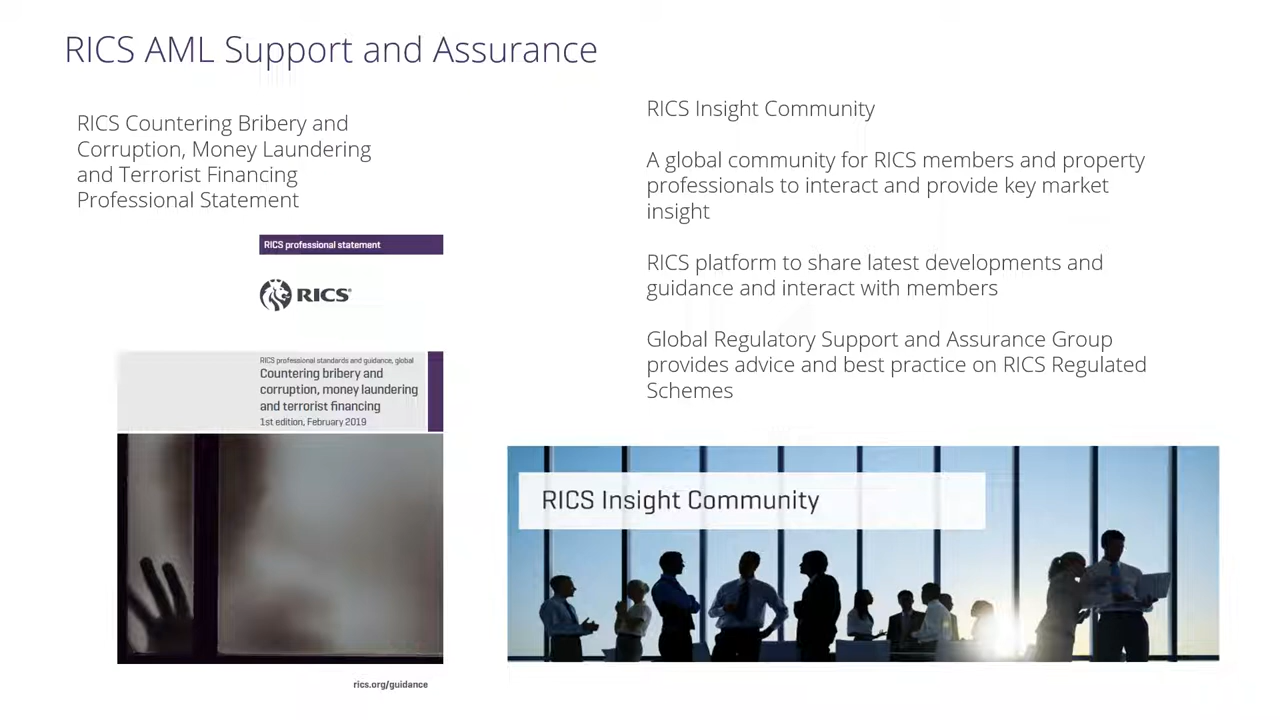 RICS AML Support and Assurance
RICS Countering Bribery and
Corruption, Money Laundering
and Terrorist Financing
Professional Statement
RICS professional statement
RICS®
RICS professional standards and guidance, global
Countering bribery and
corruption, money laundering
and terrorist financing
1st edition, February 2019
rics.org/guidance
RICS Insight Community
A global community for RICS members and property
professionals to interact and provide key market
insight
RICS platform to share latest developments and
guidance and interact with members
Global Regulatory Support and Assurance Group
provides advice and best practice on RICS Regulated
Schemes
RICS Insight Community